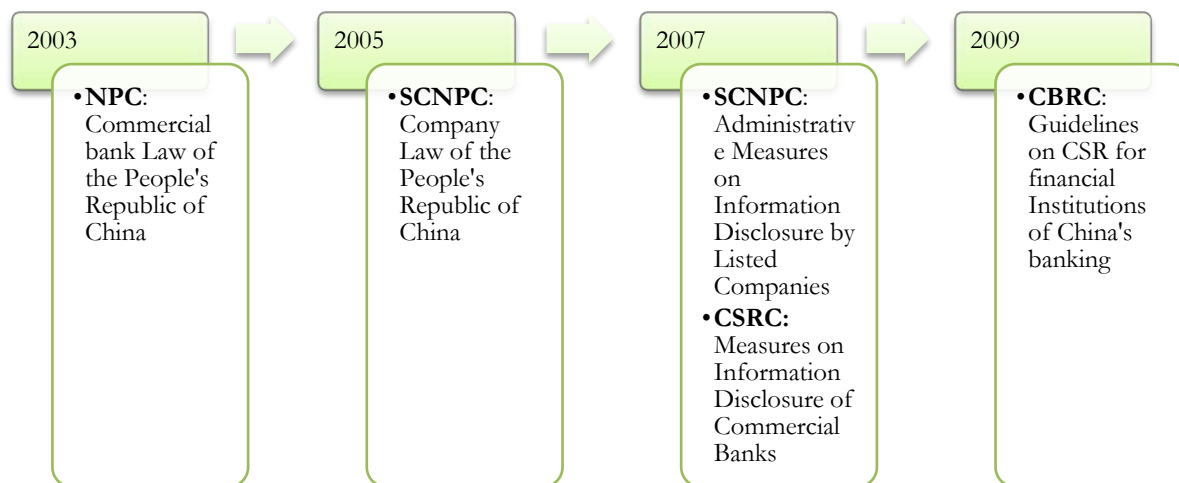 2003
•NPC:
Commercial
bank Law of
the People's
Republic of
China
2005
•SCNPC:
Company
Law of the
People's
Republic of
China
2007
•SCNPC:
Administrativ
e Measures
on
Information
Disclosure by
Listed
Companies
•CSRC:
Measures on
Information
Disclosure of
Commercial
Banks
2009
•CBRC:
Guidelines
on CSR for
financial
Institutions
of China's
banking